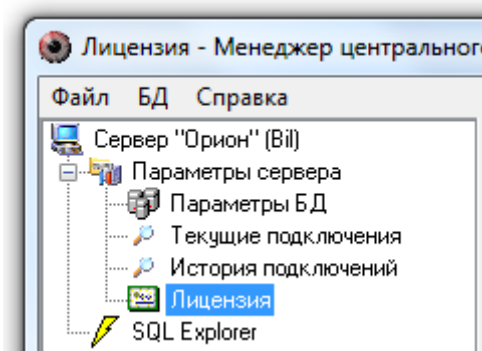 Лицензия - Менеджер центральног
Файл БД Справка
Сервер "Орион" (Bil)
Параметры сервера
Параметры БД
Текущие подключения
История подключений
Лицензия
SQL Explorer